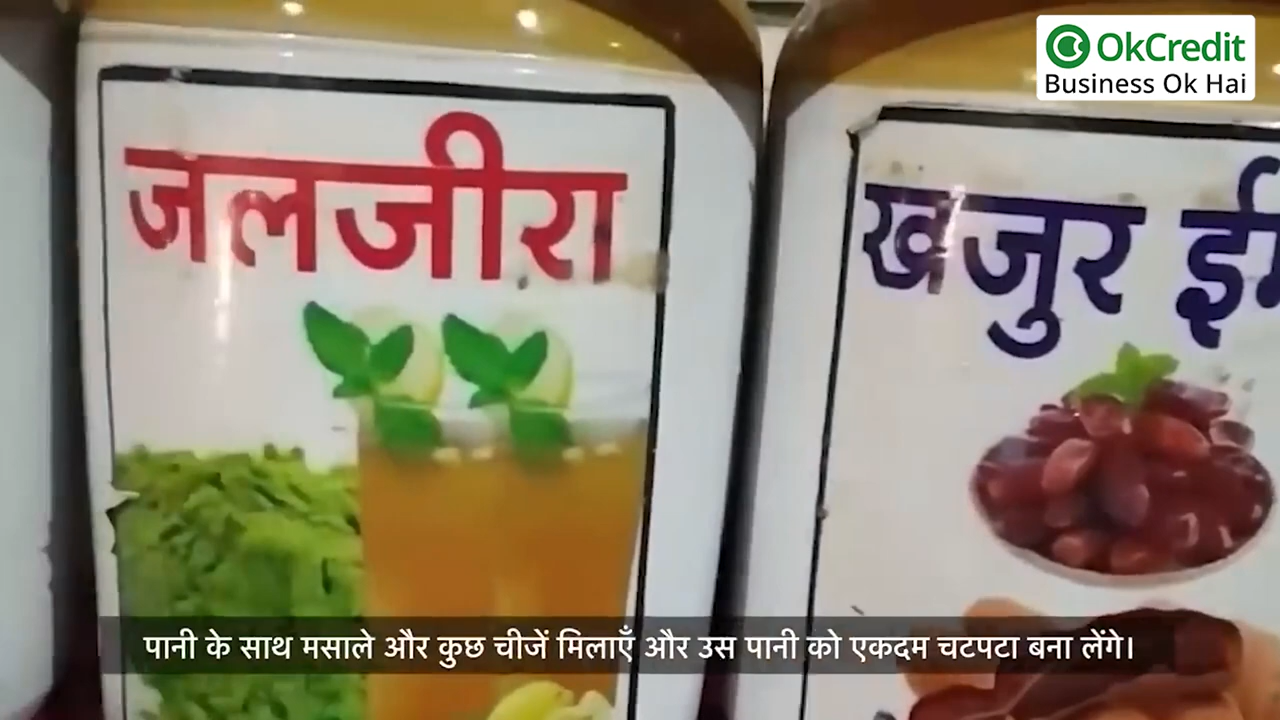 OkCredit
Business Ok Hai
जलजीरा
खजुर
पानी के साथ मसाले और कुछ चीजें मिलाएँ और उस पानी को एकदम चटपटा बना लेंगे।